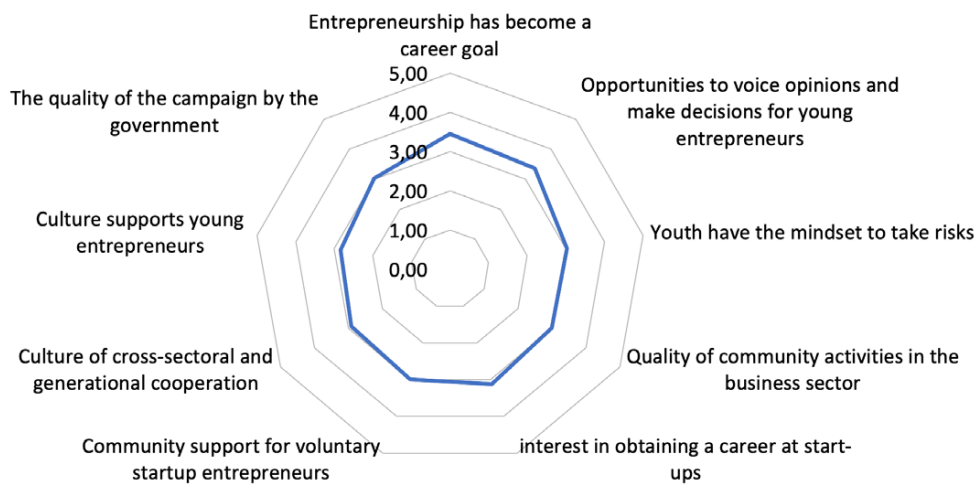 Entrepreneurship has become a
career goal
5,00
4,00
3,00
2,00
1,00
0,00
Opportunities to voice opinions and
make decisions for young
entrepreneurs
Youth have the mindset to take risks
Quality of community activities in the
business sector
interest in obtaining a career at start-
ups
Community support for voluntary
startup entrepreneurs
Culture of cross-sectoral and
generational cooperation
Culture supports young
entrepreneurs
The quality of the campaign by the
government